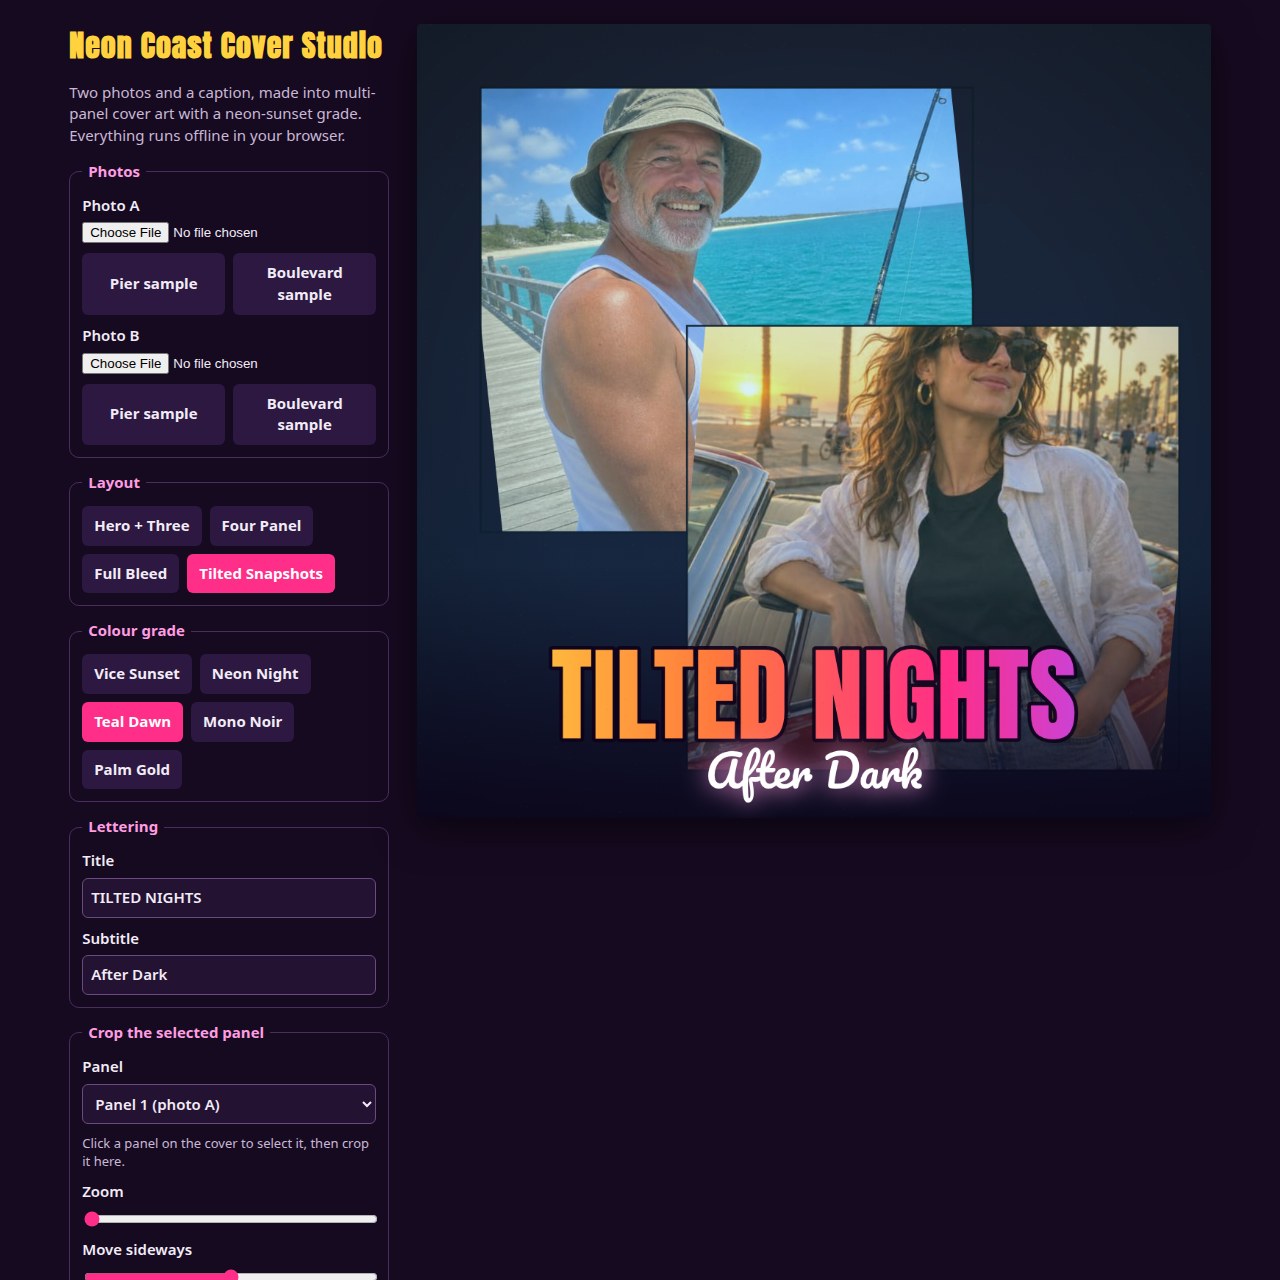 Neon Coast Cover Studio
Two photos and a caption, made into multi-
panel cover art with a neon-sunset grade.
Everything runs offline in your browser.
Photos
Photo A
Choose File No file chosen
Pier sample
Boulevard
sample
Photo B
Choose File No file chosen
Pier sample
Boulevard
sample
Layout
Hero + Three
Four Panel
Full Bleed
Tilted Snapshots
Colour grade
Vice Sunset
Neon Night
Teal Dawn
Mono Noir
Palm Gold
Lettering
Title
TILTED NIGHTS
Subtitle
After Dark
Crop the selected panel
Panel
Panel 1 (photo A)
Click a panel on the cover to select it, then crop
it here.
Zoom
Move sideways
TILTED NIGHTS
After Dark